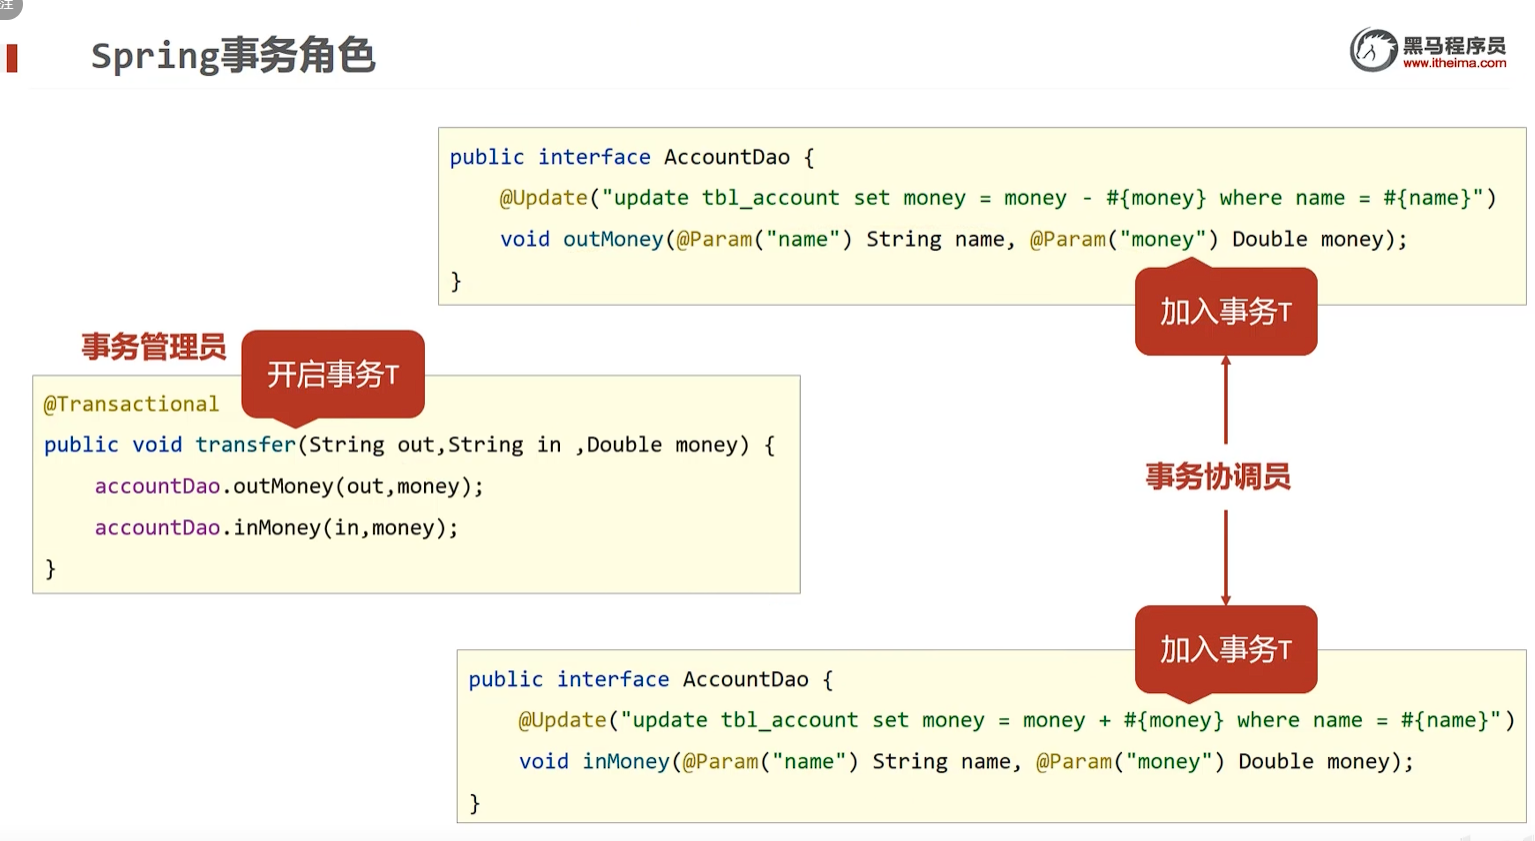 注
Spring事务角色
黑马程序员
www.itheima.com
public interface AccountDao {
@Update("update tbl_account set money = money - #{money} where name = #{name}")
void outMoney(@Param("name") String name, @Param("money") Double money);
}
加入事务T
事务管理员
开启事务T
@Transactional
public void transfer(String out,String in ,Double money) {
accountDao.outMoney(out,money);
accountDao.inMoney(in,money);
}
事务协调员
加入事务T
public interface AccountDao {
@Update("update tbl_account set money = money + #{money} where name = #{name}")
void inMoney(@Param("name") String name, @Param("money") Double money);
}